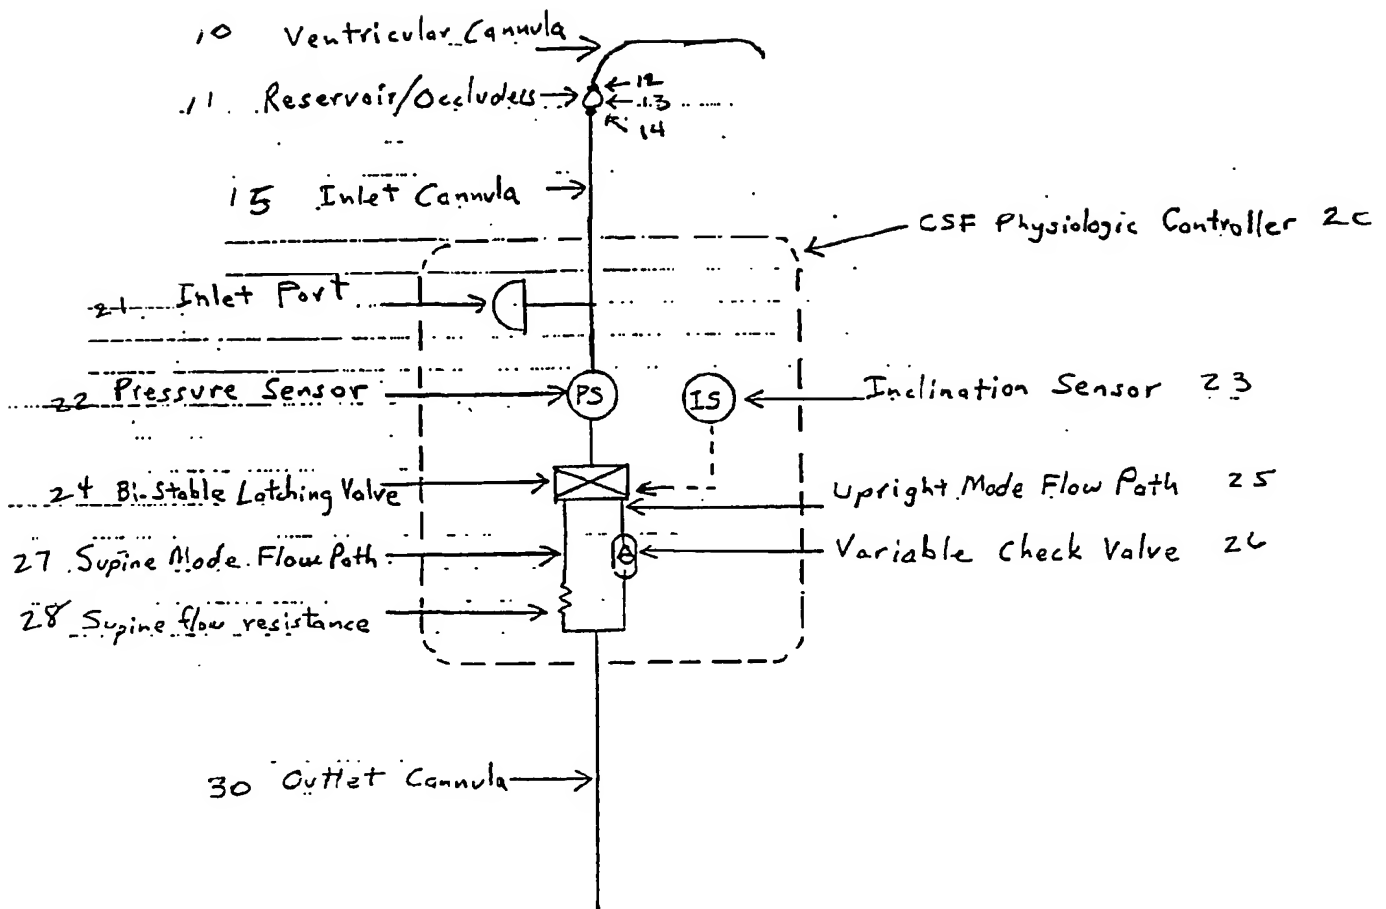 10 Ventricular Cannula
12
11 Reservoir/Occluders
13
14
15 Inlet Cannula
CSF Physiologic Controller 20
21 Inlet Port
22 Pressure Sensor
PS
IS
Inclination Sensor 23
24 Bi-Stable Latching Valve
Upright Mode Flow Path 25
27 Supine Mode Flow Path
Variable Check Valve 26
28 Supine flow resistance
30 Outlet Cannula